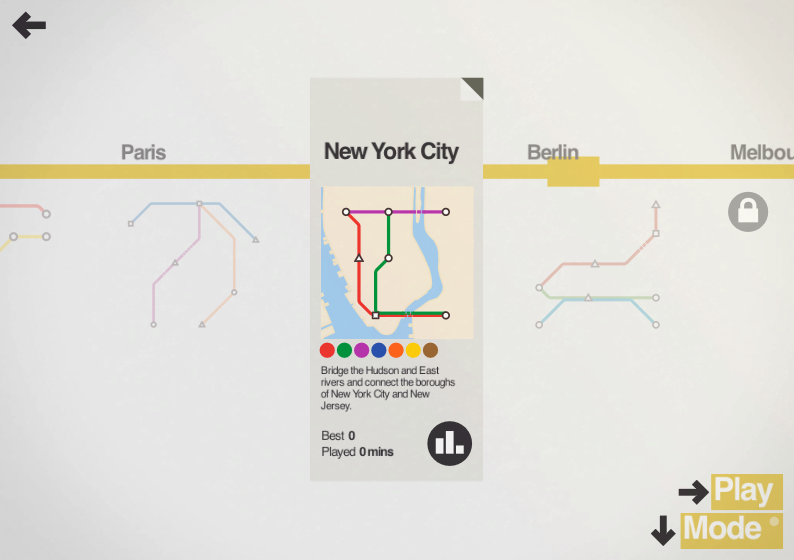 Paris
New York City
Berlin
Melbou
Bridge the Hudson and East
rivers and connect the boroughs
of New York City and New
Jersey.
Best 0
Played 0 mins
Play
Mode